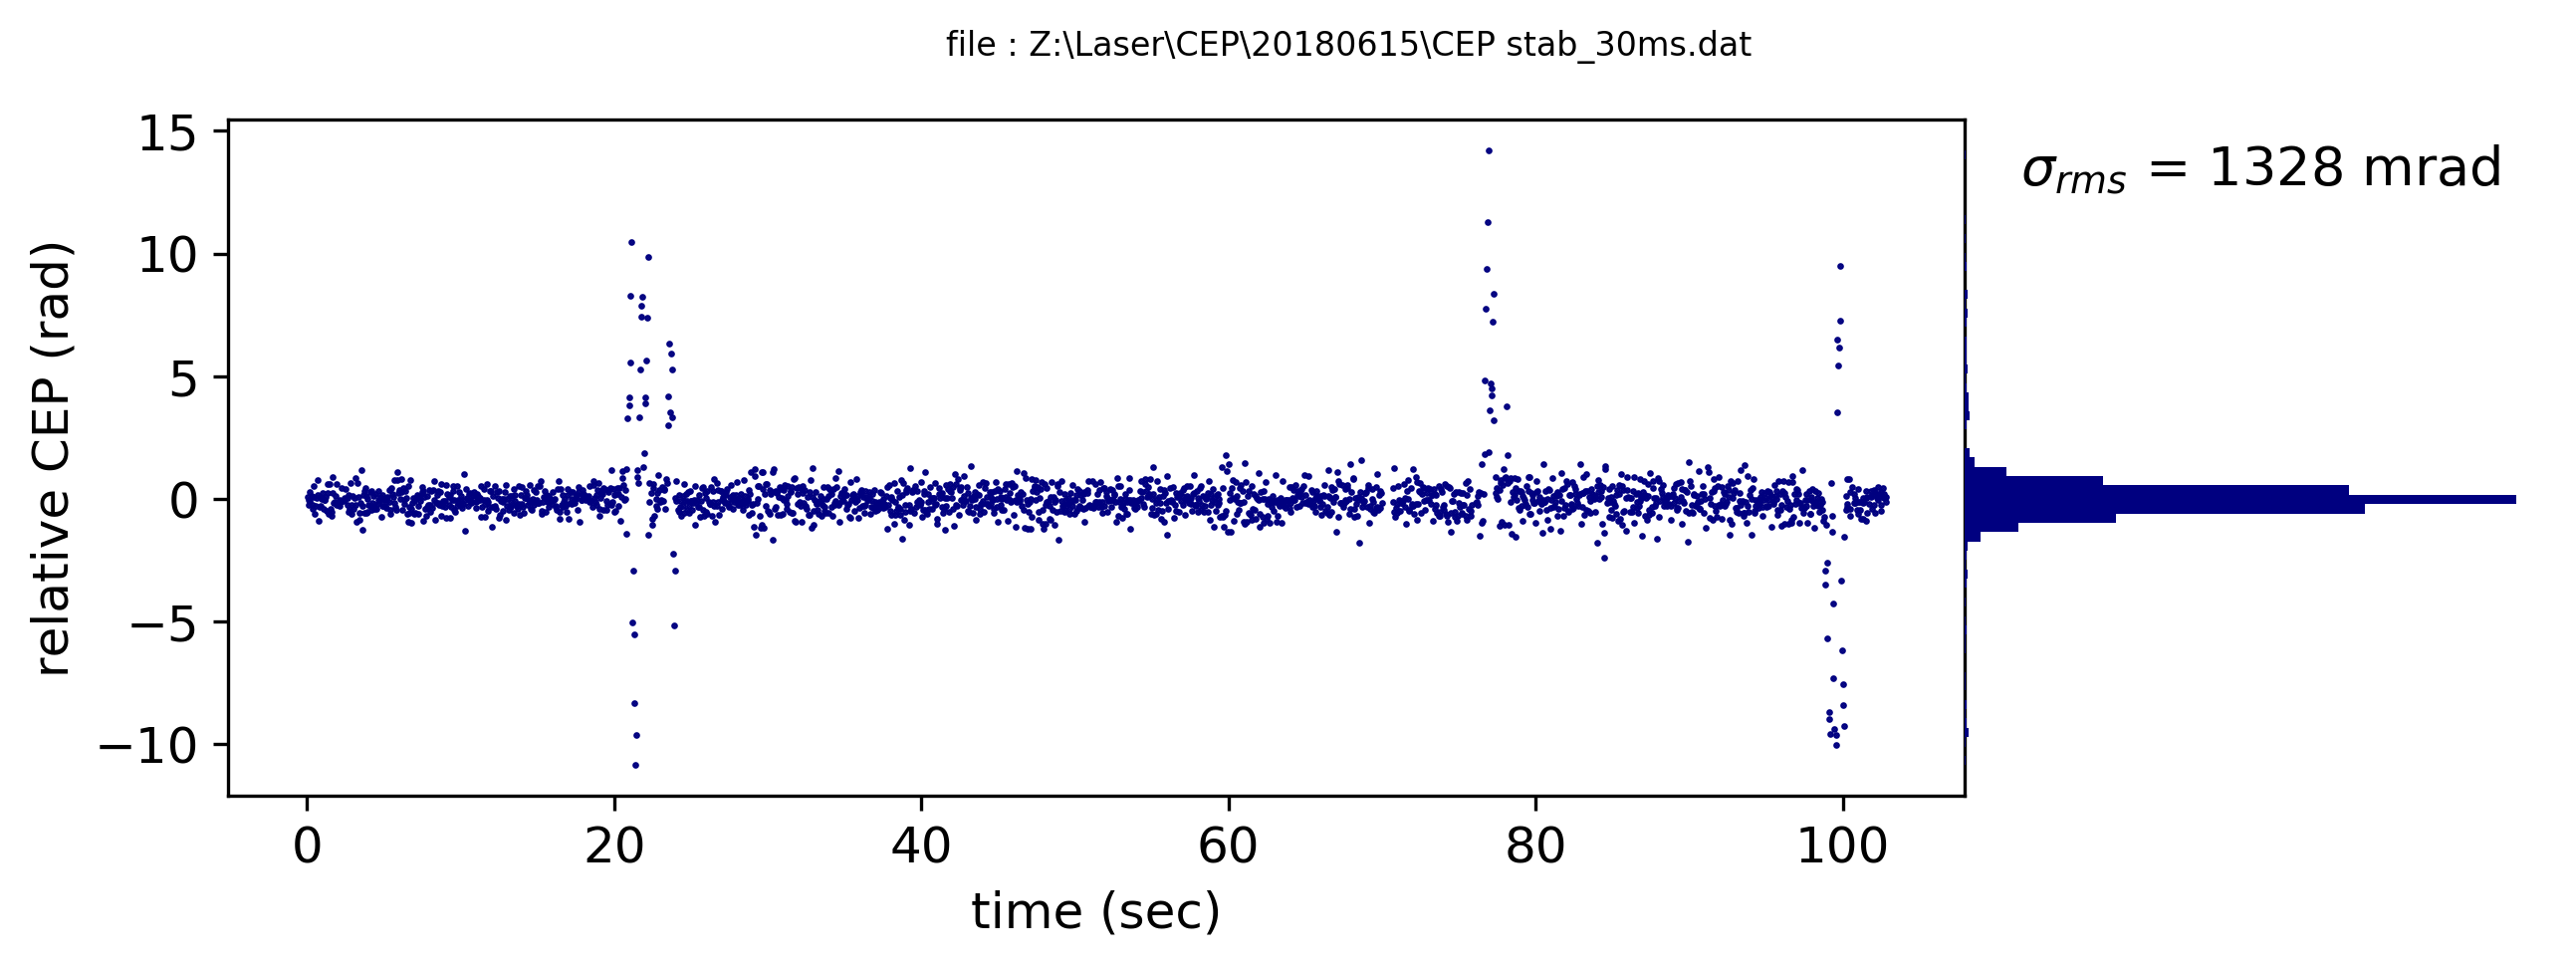 file : Z:\Laser\CEP\20180615\CEP stab_30ms.dat
σrms = 1328 mrad
relative CEP (rad)
15
10
5
0
−5
−10
0 20 40 60 80 100
time (sec)